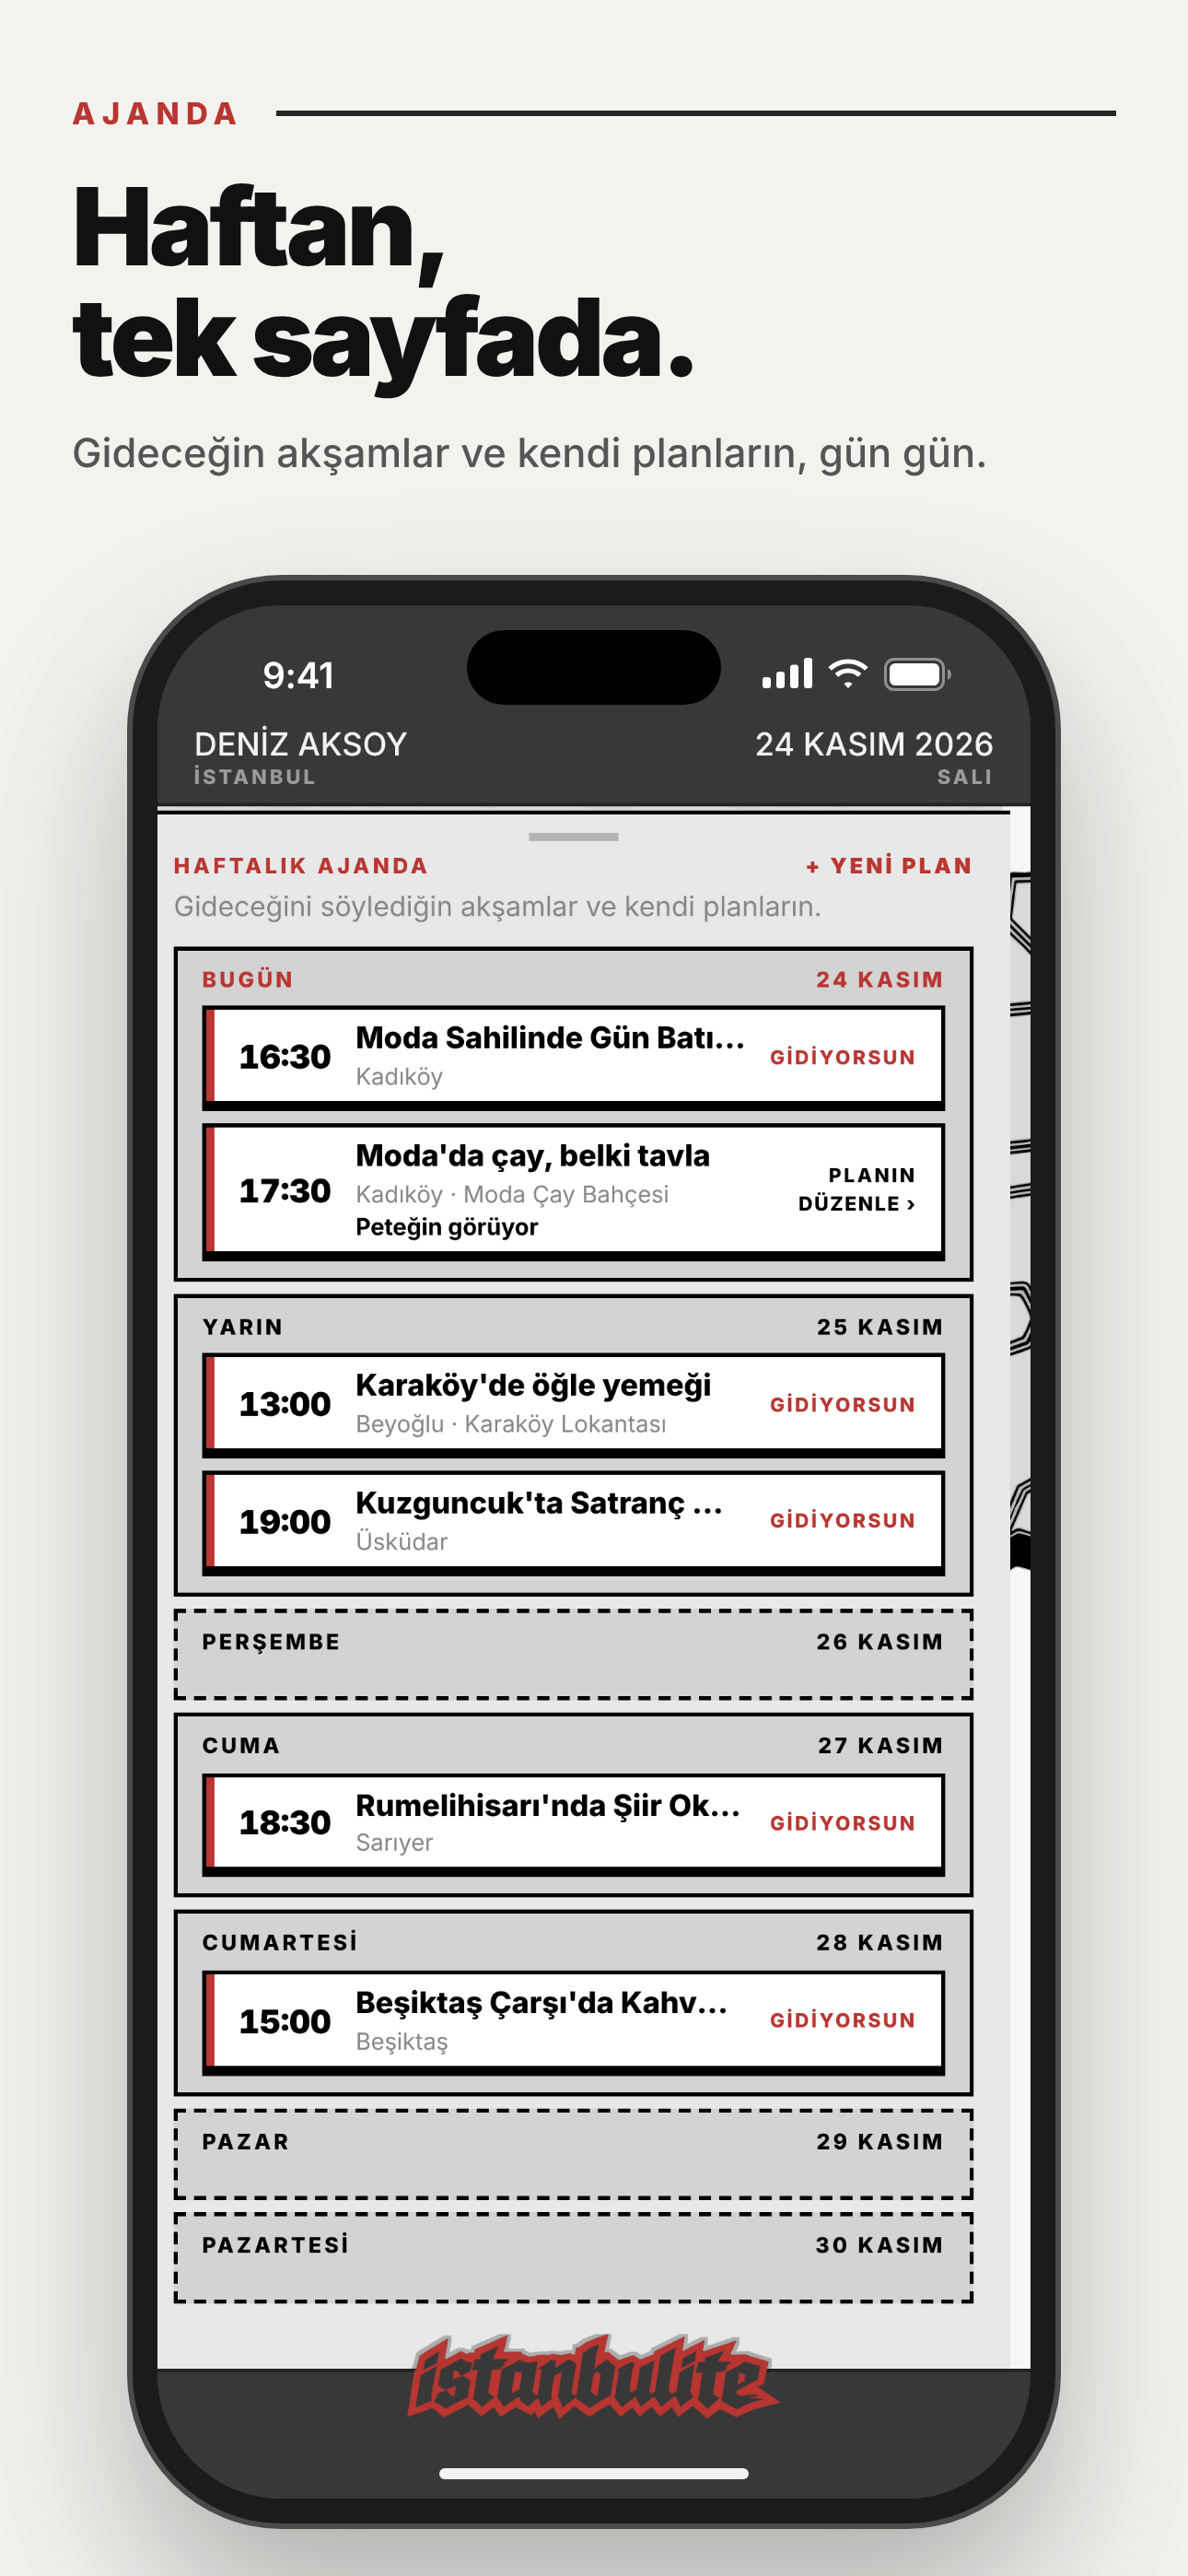 AJANDA
Haftan,
tek sayfada.
Gideceğin akşamlar ve kendi planların, gün gün.
9:41
DENİZ AKSOY
24 KASIM 2026
İSTANBUL
SALI
HAFTALIK AJANDA
+ YENİ PLAN
Gideceğini söylediğin akşamlar ve kendi planların.
BUGÜN
24 KASIM
16:30
Moda Sahilinde Gün Batı...
Kadıköy
GİDİYORSUN
17:30
Moda'da çay, belki tavla
Kadıköy · Moda Çay Bahçesi
Peteğin görüyor
PLANIN
DÜZENLE ›
YARIN
25 KASIM
13:00
Karaköy'de öğle yemeği
Beyoğlu · Karaköy Lokantası
GİDİYORSUN
19:00
Kuzguncuk'ta Satranç ...
Üsküdar
GİDİYORSUN
PERŞEMBE
26 KASIM
CUMA
27 KASIM
18:30
Rumelihisarı'nda Şiir Ok...
Sarıyer
GİDİYORSUN
CUMARTESİ
28 KASIM
15:00
Beşiktaş Çarşı'da Kahv...
Beşiktaş
GİDİYORSUN
PAZAR
29 KASIM
PAZARTESİ
30 KASIM
istanbulite